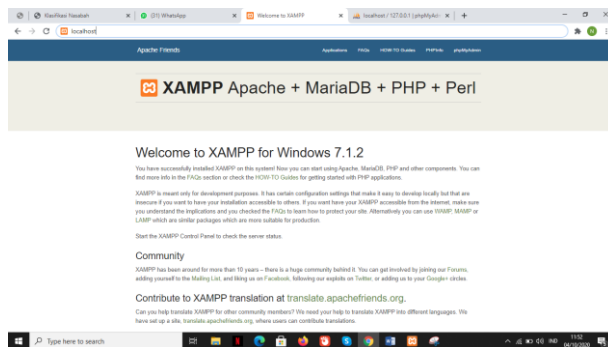 Klasifikasi Nasabah
(21) WhatsApp
Welcome to XAMPP
localhost / 127.0.0.1 | phpMyAd
localhost
Apache Friends
Applications FAQs HOW-TO Guides PHPInfo phpMyAdmin
XAMPP Apache + MariaDB + PHP + Perl
Welcome to XAMPP for Windows 7.1.2
You have successfully installed XAMPP on this system! Now you can start using Apache, MariaDB, PHP and other components. You can
find more info in the FAQs section or check the HOW-TO Guides for getting started with PHP applications.
XAMPP is meant only for development purposes. It has certain configuration settings that make it easy to develop locally but that are
insecure if you want to have your installation accessible to others. If you want have your XAMPP accessible from the internet, make sure
you understand the implications and you checked the FAQs to learn how to protect your site. Alternatively you can use WAMP, MAMP or
LAMP which are similar packages which are more suitable for production.
Start the XAMPP Control Panel to check the server status.
Community
XAMPP has been around for more than 10 years – there is a huge community behind it. You can get involved by joining our Forums,
adding yourself to the Mailing List, and liking us on Facebook, following our exploits on Twitter, or adding us to your Google+ circles.
Contribute to XAMPP translation at translate.apachefriends.org.
Can you help translate XAMPP for other community members? We need your help to translate XAMPP into different languages. We
have set up a site, translate.apachefriends.org, where users can contribute translations.
Type here to search
IND
11:52
04/10/2020